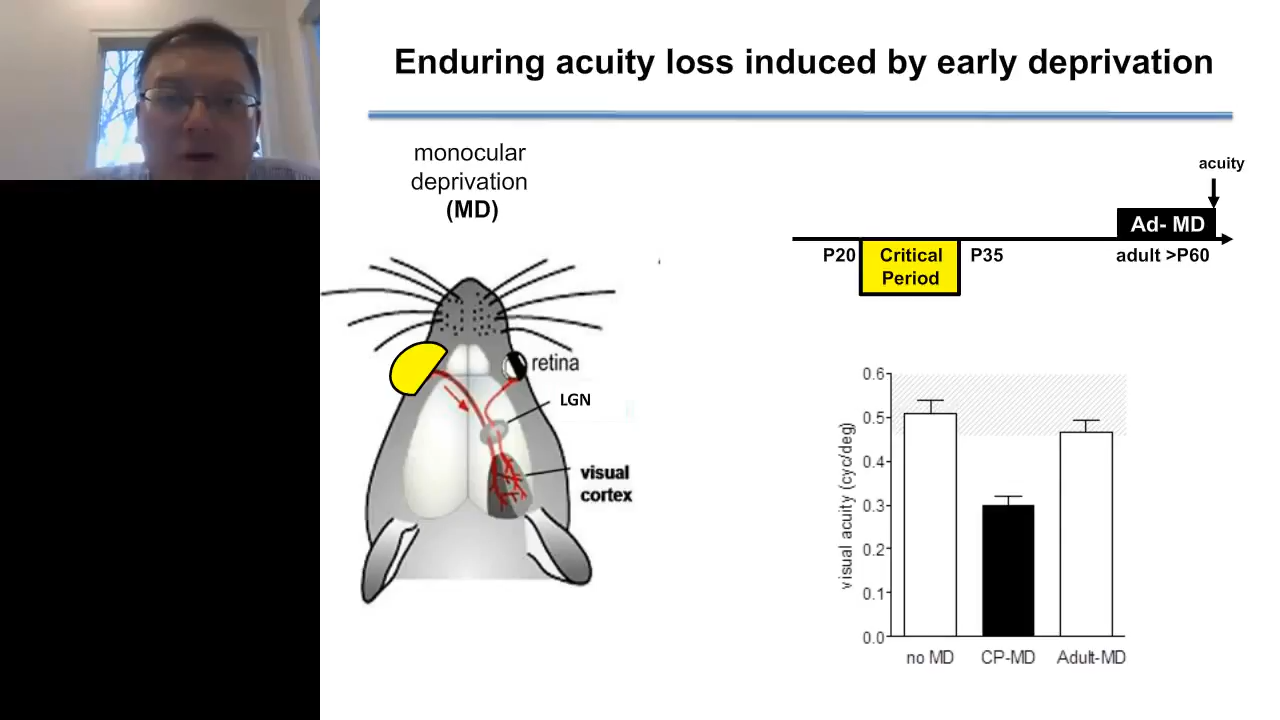 Enduring acuity loss induced by early deprivation
monocular
deprivation
(MD)
acuity
Ad- MD
P20
Critical
Period
P35
adult >P60
retina
LGN
visual
cortex
visual acuity (cyc/deg)
0.6
0.5
0.4
0.3
0.2
0.1
0.0
no MD
CP-MD
Adult-MD